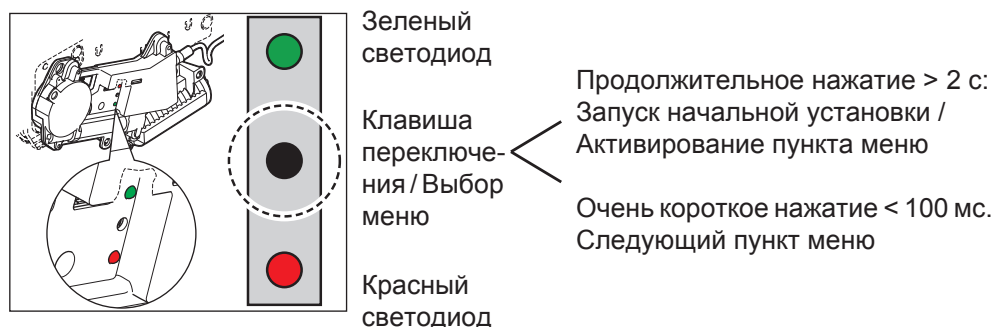 Зеленый
светодиод
Клавиша
переключе-
ния / Выбор
меню
Продолжительное нажатие > 2 с:
Запуск начальной установки /
Активирование пункта меню
Очень короткое нажатие < 100 мс.
Следующий пункт меню
Красный
светодиод